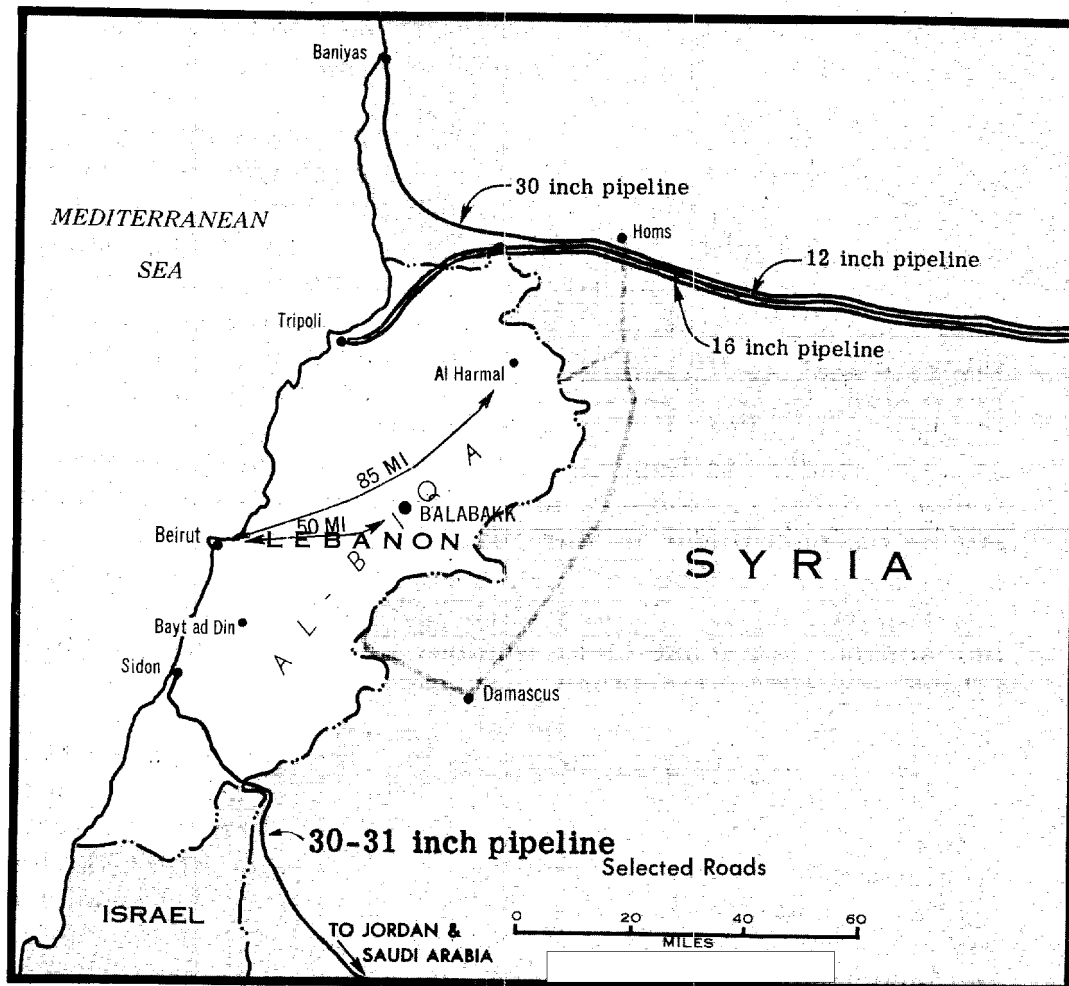 Baniyas
30 inch pipeline
MEDITERRANEAN
SEA
Homs
12 inch pipeline
Tripoli
16 inch pipeline
Al Harmal
85 MI
BALABAKK
50 MI
Beirut
LEBANON
AL-BIQA
SYRIA
Bayt ad Din
Sidon
Damascus
30-31 inch pipeline
Selected Roads
ISRAEL
0 20 40 60
MILES
TO JORDAN &
SAUDI ARABIA